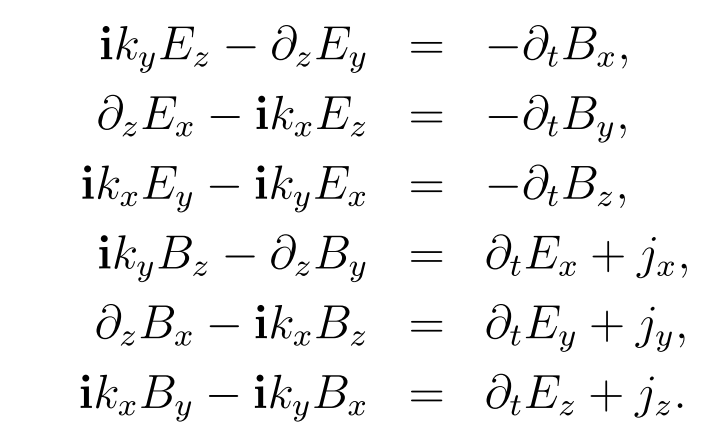 𝐢k_yE_z − ∂_zE_y = −∂_tB_x,
∂_zE_x − 𝐢k_xE_z = −∂_tB_y,
𝐢k_xE_y − 𝐢k_yE_x = −∂_tB_z,
𝐢k_yB_z − ∂_zB_y = ∂_tE_x + j_x,
∂_zB_x − 𝐢k_xB_z = ∂_tE_y + j_y,
𝐢k_xB_y − 𝐢k_yB_x = ∂_tE_z + j_z.